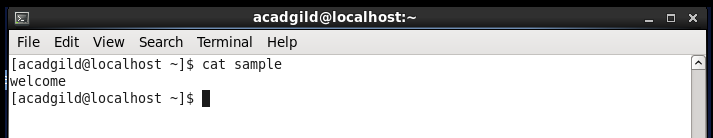 acadgild@localhost:~
File Edit View Search Terminal Help
[acadgild@localhost ~]$ cat sample
welcome
[acadgild@localhost ~]$